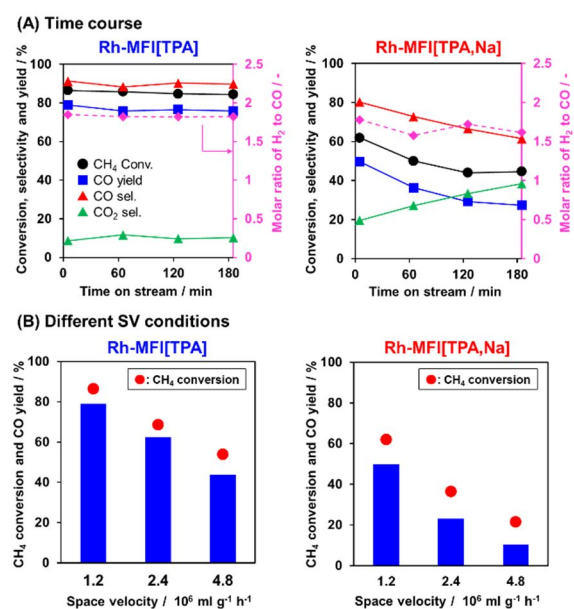 (A) Time course
Rh-MFI[TPA]
Conversion, selectivity and yield / %
100
80
60
40
20
0
CH₄ Conv.
CO yield
CO sel.
CO₂ sel.
2.5
2
1.5
1
0.5
0
Molar ratio of H₂ to CO / -
0 60 120 180
Time on stream / min
Rh-MFI[TPA,Na]
Conversion, selectivity and yield / %
100
80
60
40
20
0
2.5
2
1.5
1
0.5
0
Molar ratio of H₂ to CO / -
0 60 120 180
Time on stream / min
(B) Different SV conditions
Rh-MFI[TPA]
CH₄ conversion and CO yield / %
100
80
60
40
20
0
: CH₄ conversion
1.2 2.4 4.8
Space velocity / 10⁶ ml g⁻¹ h⁻¹
Rh-MFI[TPA,Na]
CH₄ conversion and CO yield / %
100
80
60
40
20
0
: CH₄ conversion
1.2 2.4 4.8
Space velocity / 10⁶ ml g⁻¹ h⁻¹